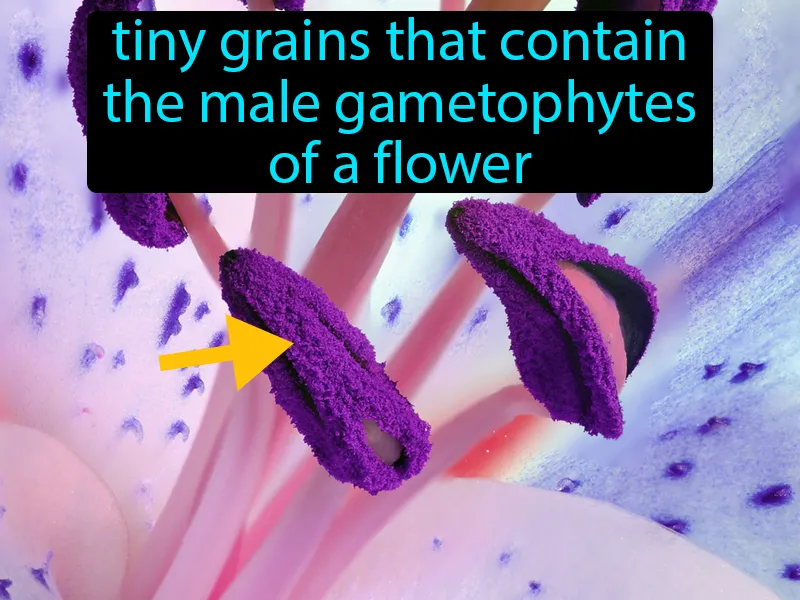 tiny grains that contain
the male gametophytes
of a flower